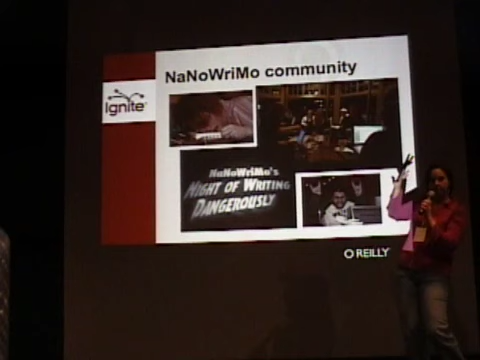 NaNoWriMo community
Ignite
NaNoWriMo's
NIGHT OF WRITING
DANGEROUSLY
O REILLY